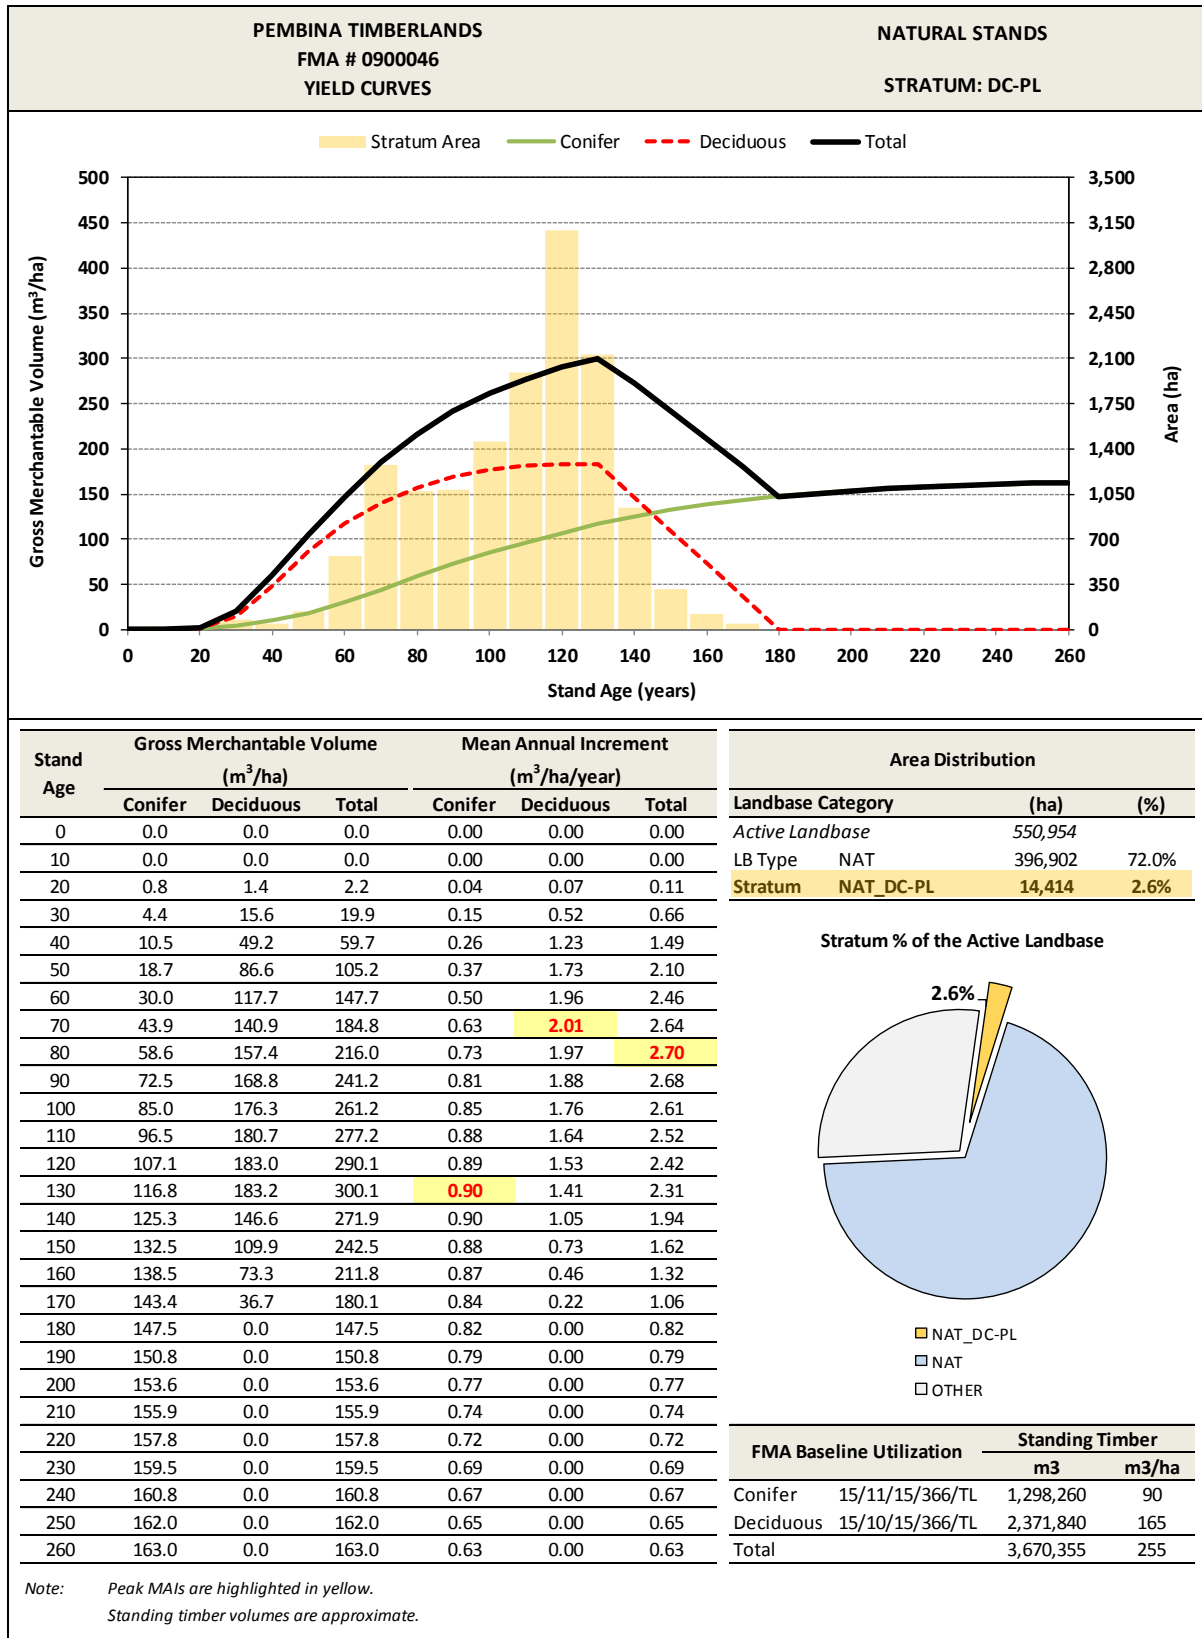 PEMBINA TIMBERLANDS
FMA # 0900046
YIELD CURVES
NATURAL STANDS
STRATUM: DC-PL
Stratum Area Conifer Deciduous Total
Gross Merchantable Volume (m³/ha)
500
450
400
350
300
250
200
150
100
50
0
3,500
3,150
2,800
2,450
2,100
1,750
1,400
1,050
700
350
0
Area (ha)
0 20 40 60 80 100 120 140 160 180 200 220 240 260
Stand Age (years)
Stand Age
Gross Merchantable Volume (m³/ha)
Mean Annual Increment (m³/ha/year)
Conifer Deciduous Total Conifer Deciduous Total
0 0.0 0.0 0.0 0.00 0.00 0.00
10 0.0 0.0 0.0 0.00 0.00 0.00
20 0.8 1.4 2.2 0.04 0.07 0.11
30 4.4 15.6 19.9 0.15 0.52 0.66
40 10.5 49.2 59.7 0.26 1.23 1.49
50 18.7 86.6 105.2 0.37 1.73 2.10
60 30.0 117.7 147.7 0.50 1.96 2.46
70 43.9 140.9 184.8 0.63 2.01 2.64
80 58.6 157.4 216.0 0.73 1.97 2.70
90 72.5 168.8 241.2 0.81 1.88 2.68
100 85.0 176.3 261.2 0.85 1.76 2.61
110 96.5 180.7 277.2 0.88 1.64 2.52
120 107.1 183.0 290.1 0.89 1.53 2.42
130 116.8 183.2 300.1 0.90 1.41 2.31
140 125.3 146.6 271.9 0.90 1.05 1.94
150 132.5 109.9 242.5 0.88 0.73 1.62
160 138.5 73.3 211.8 0.87 0.46 1.32
170 143.4 36.7 180.1 0.84 0.22 1.06
180 147.5 0.0 147.5 0.82 0.00 0.82
190 150.8 0.0 150.8 0.79 0.00 0.79
200 153.6 0.0 153.6 0.77 0.00 0.77
210 155.9 0.0 155.9 0.74 0.00 0.74
220 157.8 0.0 157.8 0.72 0.00 0.72
230 159.5 0.0 159.5 0.69 0.00 0.69
240 160.8 0.0 160.8 0.67 0.00 0.67
250 162.0 0.0 162.0 0.65 0.00 0.65
260 163.0 0.0 163.0 0.63 0.00 0.63
Area Distribution
Landbase Category (ha) (%)
Active Landbase 550,954
LB Type NAT 396,902 72.0%
Stratum NAT_DC-PL 14,414 2.6%
Stratum % of the Active Landbase
2.6%
NAT_DC-PL
NAT
OTHER
FMA Baseline Utilization Standing Timber
m3 m3/ha
Conifer 15/11/15/366/TL 1,298,260 90
Deciduous 15/10/15/366/TL 2,371,840 165
Total 3,670,355 255
Note: Peak MAIs are highlighted in yellow.
Standing timber volumes are approximate.